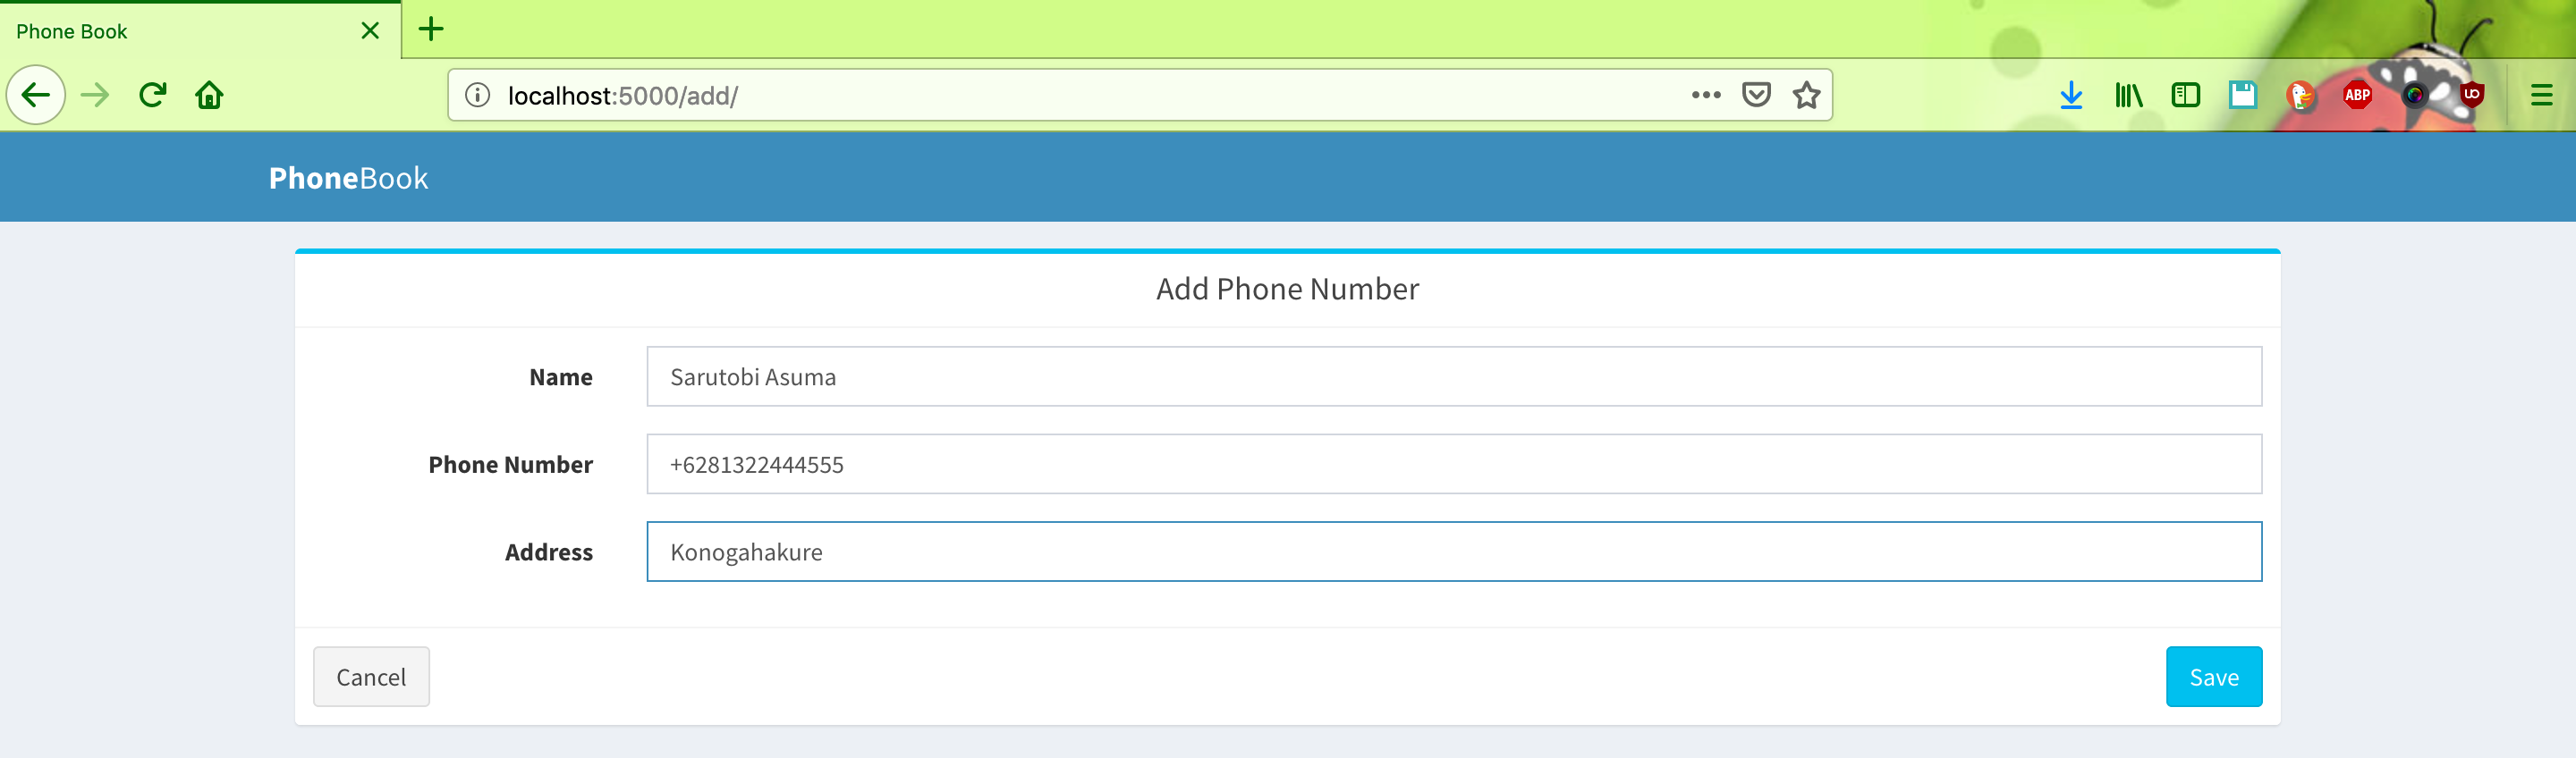 Phone Book
localhost:5000/add/
ABP
UO
PhoneBook
Add Phone Number
Name
Sarutobi Asuma
Phone Number
+6281322444555
Address
Konogahakure
Cancel
Save